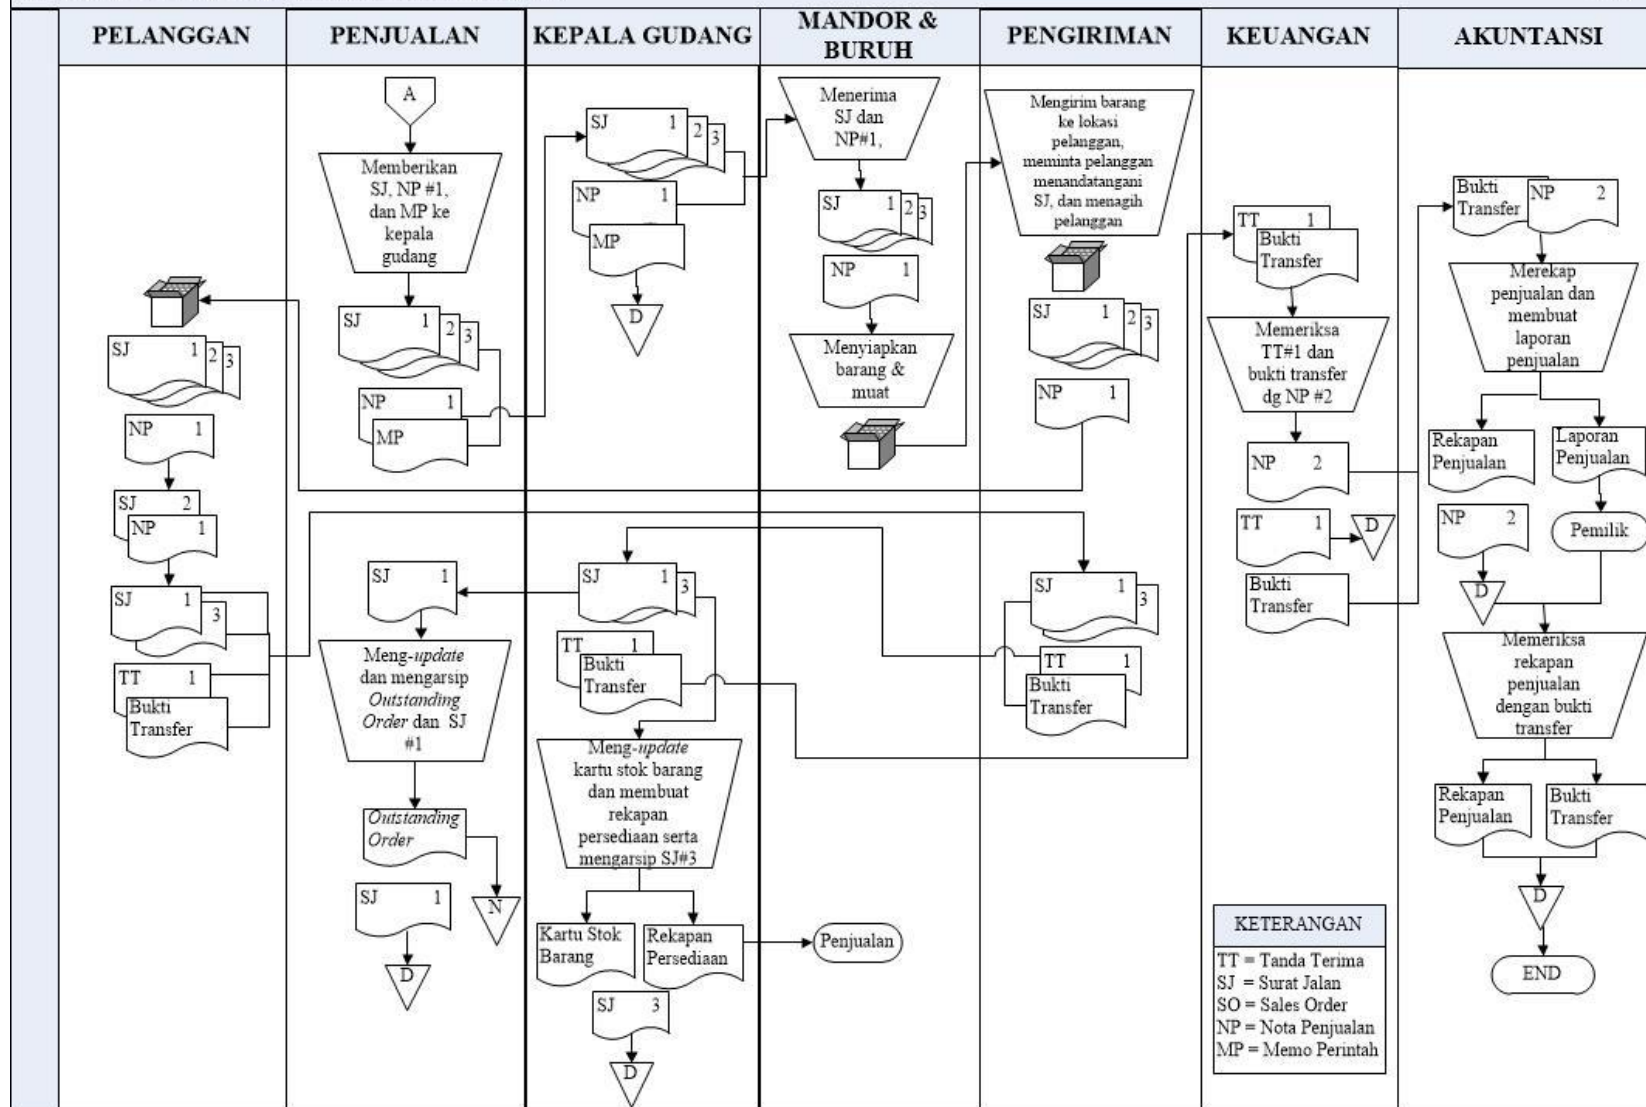 PELANGGAN
PENJUALAN
KEPALA GUDANG
MANDOR &
BURUH
PENGIRIMAN
KEUANGAN
AKUNTANSI
SJ 1 2 3
NP 1
SJ 2
NP 1
SJ 1
3
TT 1
Bukti
Transfer
A
Memberikan
SJ, NP #1,
dan MP ke
kepala
gudang
SJ 1 2 3
NP 1
MP
SJ 1
Meng-update
dan mengarsip
Outstanding
Order dan SJ
#1
Outstanding
Order
N
SJ 1
D
SJ 1 2 3
NP 1
MP
D
SJ 1 3
TT 1
Bukti
Transfer
Meng-update
kartu stok barang
dan membuat
rekapan
persediaan serta
mengarsip SJ#3
Kartu Stok
Barang
Rekapan
Persediaan
SJ 3
D
Menerima
SJ dan
NP#1,
SJ 1 2 3
NP 1
Menyiapkan
barang &
muat
Penjualan
Mengirim barang
ke lokasi
pelanggan,
meminta pelanggan
menandatangani
SJ, dan menagih
pelanggan
SJ 1 2 3
NP 1
SJ 1
3
TT 1
Bukti
Transfer
TT 1
Bukti
Transfer
Memeriksa
TT#1 dan
bukti transfer
dg NP #2
NP 2
TT 1
D
Bukti
Transfer
KETERANGAN
TT = Tanda Terima
SJ = Surat Jalan
SO = Sales Order
NP = Nota Penjualan
MP = Memo Perintah
Bukti
Transfer
NP 2
Merekap
penjualan dan
membuat
laporan
penjualan
Rekapan
Penjualan
Laporan
Penjualan
NP 2
Pemilik
D
Memeriksa
rekapan
penjualan
dengan bukti
transfer
Rekapan
Penjualan
Bukti
Transfer
D
END